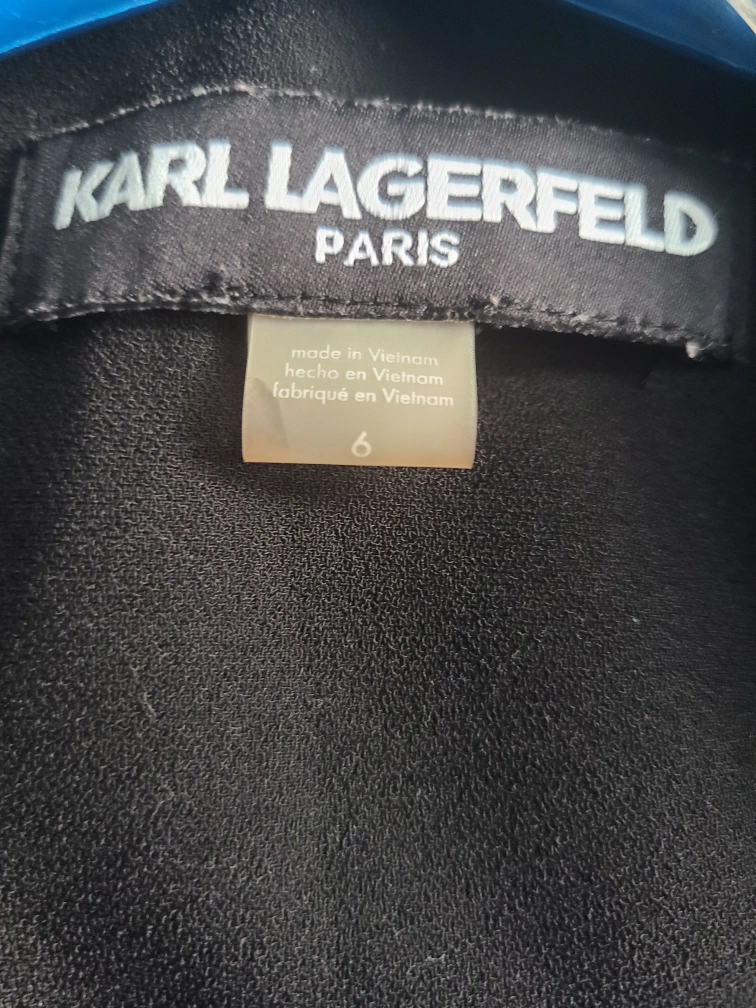 KARL LAGERFELD
PARIS
made in Vietnam
hecho en Vietnam
fabriqué en Vietnam
6